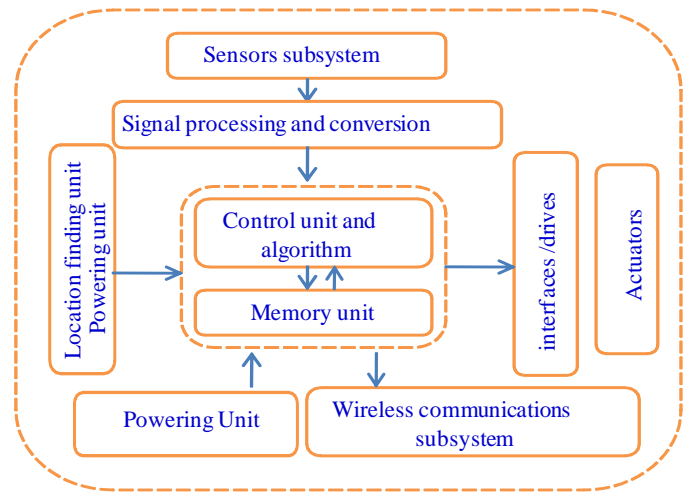 Sensors subsystem
Signal processing and conversion
Location finding unit
Powering unit
Control unit and
algorithm
Memory unit
interfaces /drives
Actuators
Powering Unit
Wireless communications
subsystem